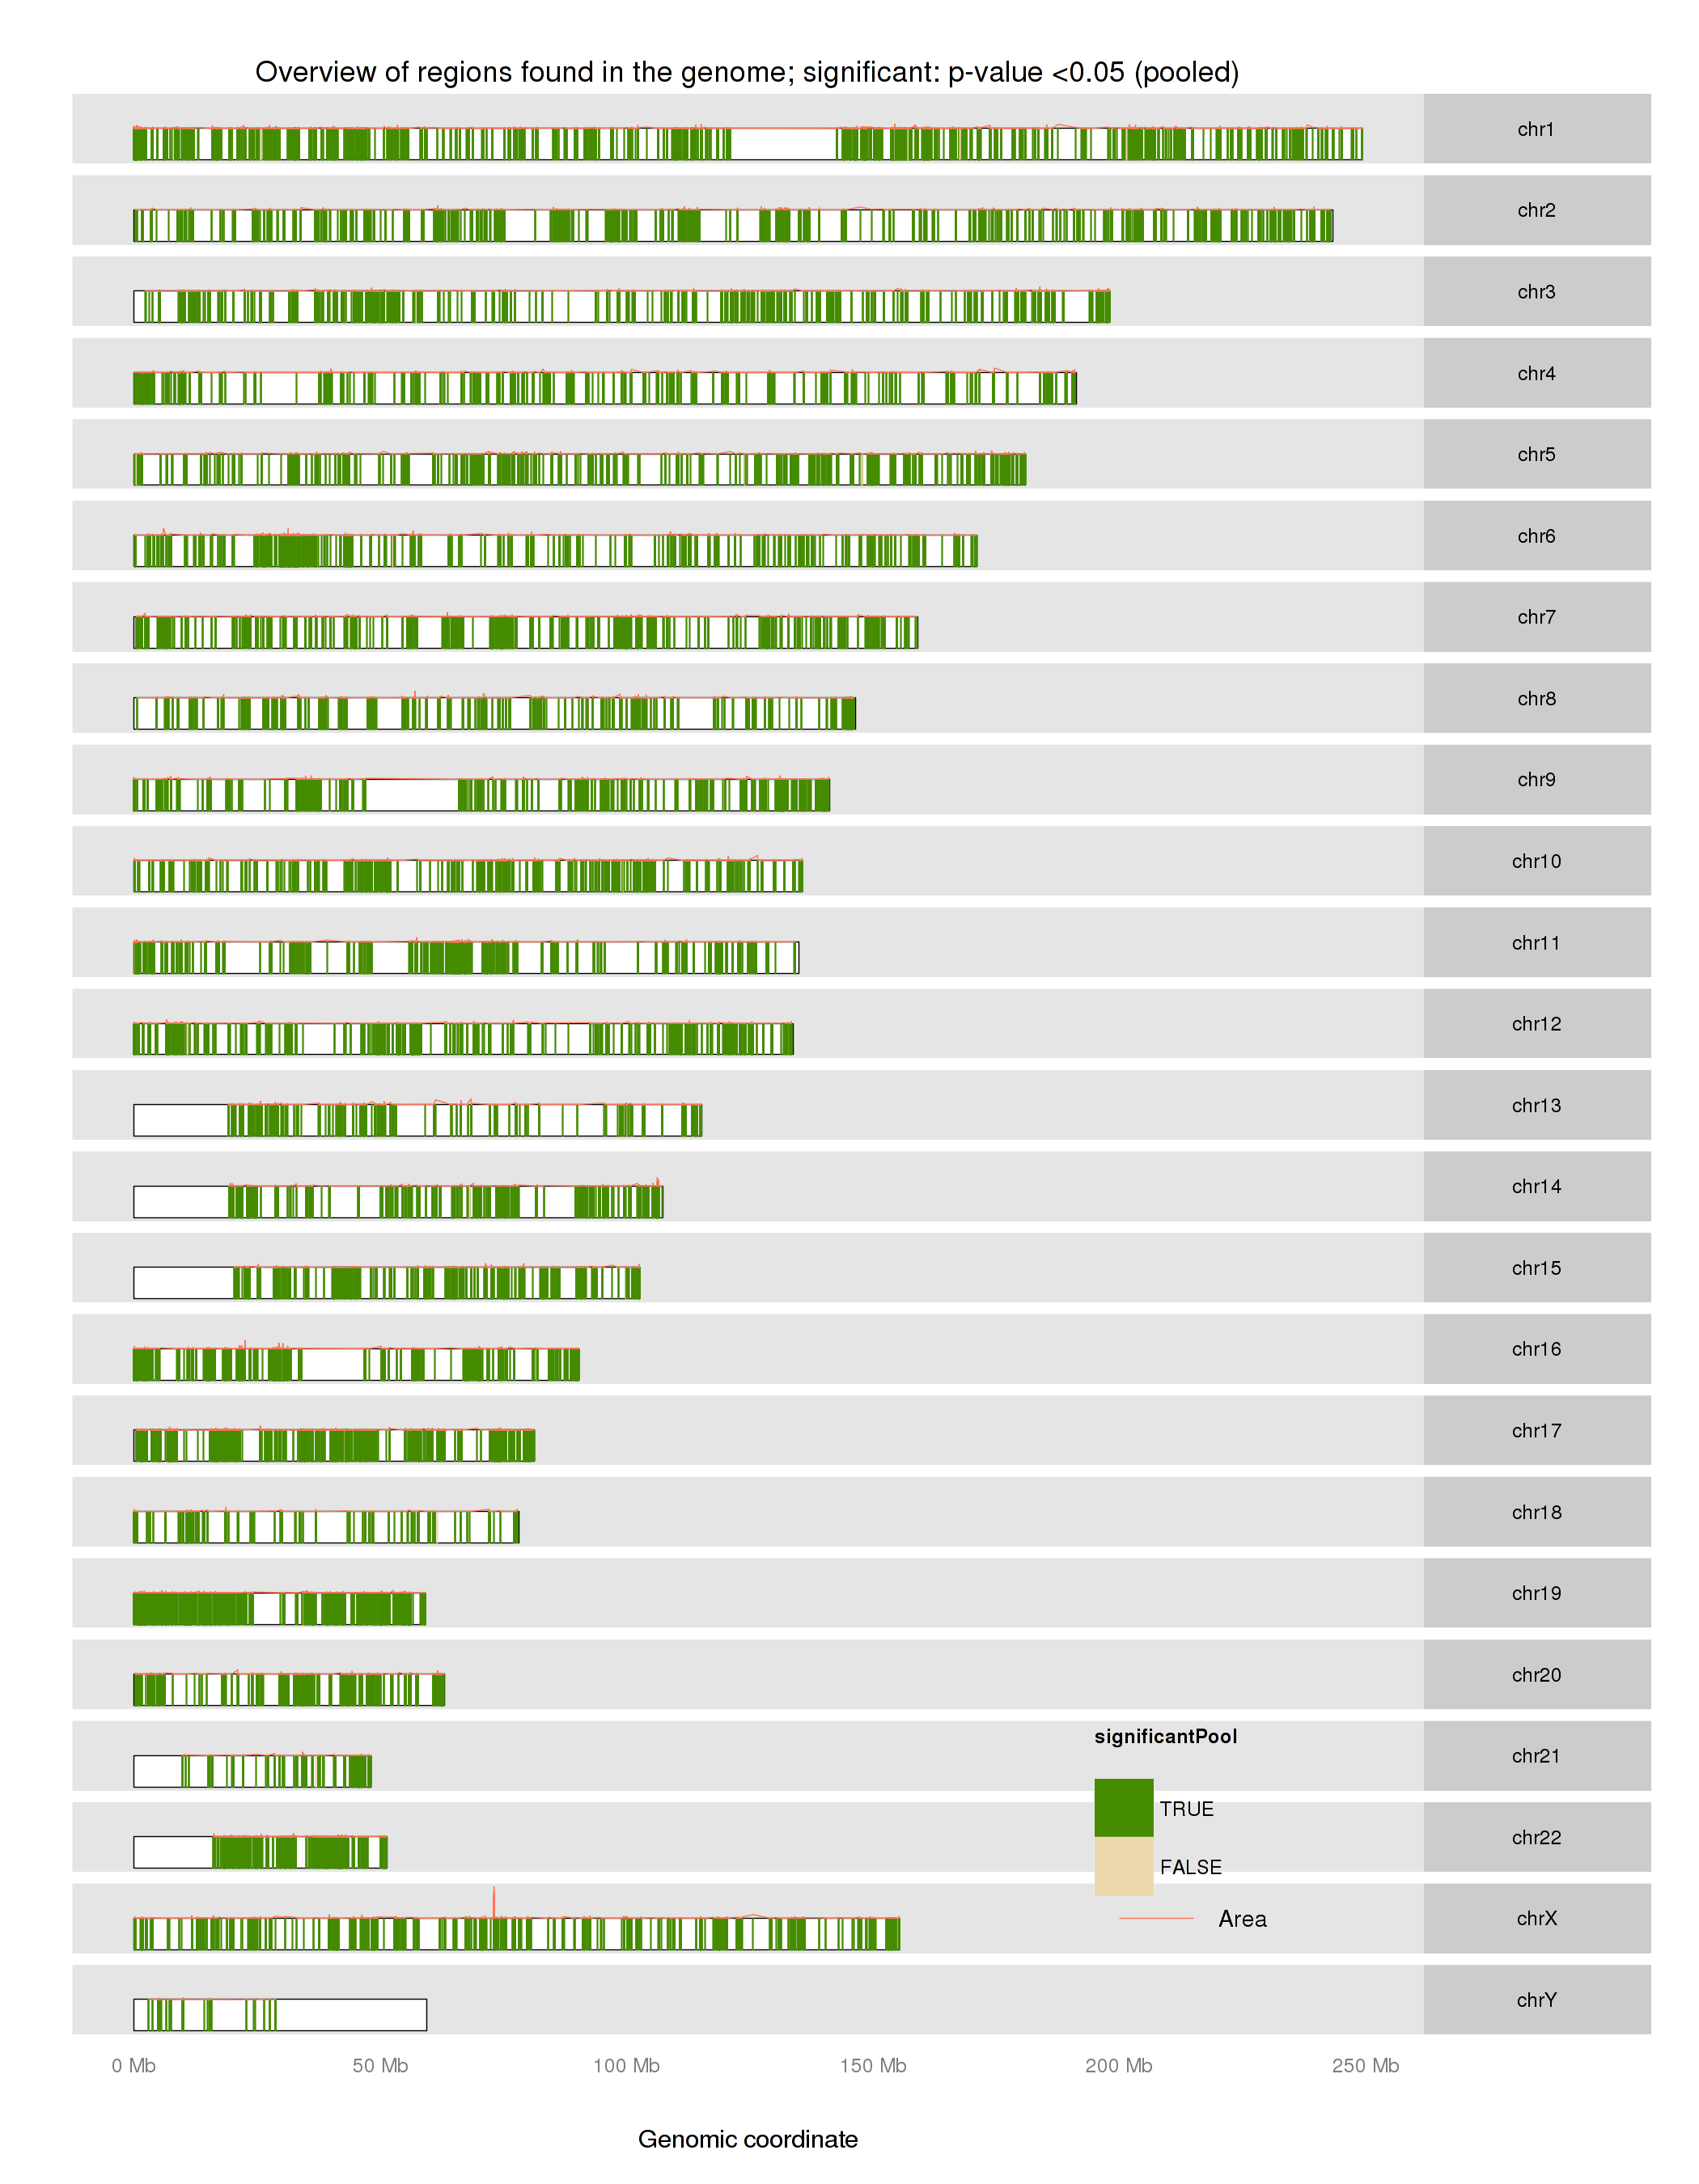 Overview of regions found in the genome; significant: p-value <0.05 (pooled)
chr1
chr2
chr3
chr4
chr5
chr6
chr7
chr8
chr9
chr10
chr11
chr12
chr13
chr14
chr15
chr16
chr17
chr18
chr19
chr20
chr21
significantPool
TRUE
chr22
FALSE
chrX
Area
chrY
0 Mb 50 Mb 100 Mb 150 Mb 200 Mb 250 Mb
Genomic coordinate